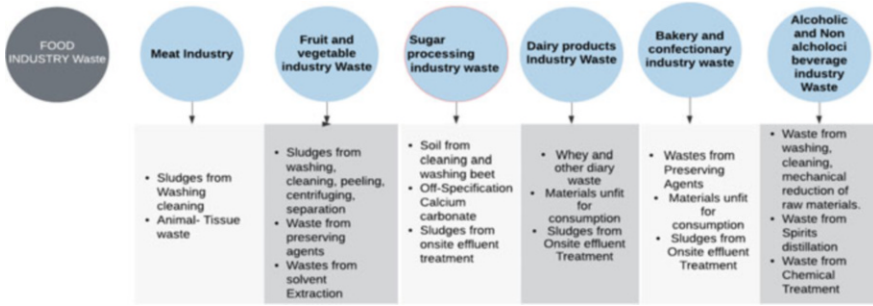 FOOD
INDUSTRY Waste
Meat Industry
Fruit and
vegetable
industry Waste
Sugar
processing
industry waste
Dairy products
Industry Waste
Bakery and
confectionary
industry waste
Alcoholic
and Non
alcholoci
beverage
industry
Waste
• Sludges from
Washing
cleaning
• Animal- Tissue
waste
• Sludges from
washing,
cleaning, peeling,
centrifuging,
separation
• Waste from
preserving
agents
• Wastes from
solvent
Extraction
• Soil from
cleaning and
washing beet
• Off-Specification
Calcium
carbonate
• Sludges from
onsite effluent
treatment
• Whey and
other diary
waste
• Materials unfit
for
consumption
• Sludges from
Onsite effluent
Treatment
• Wastes from
Preserving
Agents
• Materials unfit
for
consumption
• Sludges from
Onsite effluent
Treatment
• Waste from
washing,
cleaning,
mechanical
reduction of
raw materials.
• Waste from
Spirits
distillation
• Waste from
Chemical
Treatment